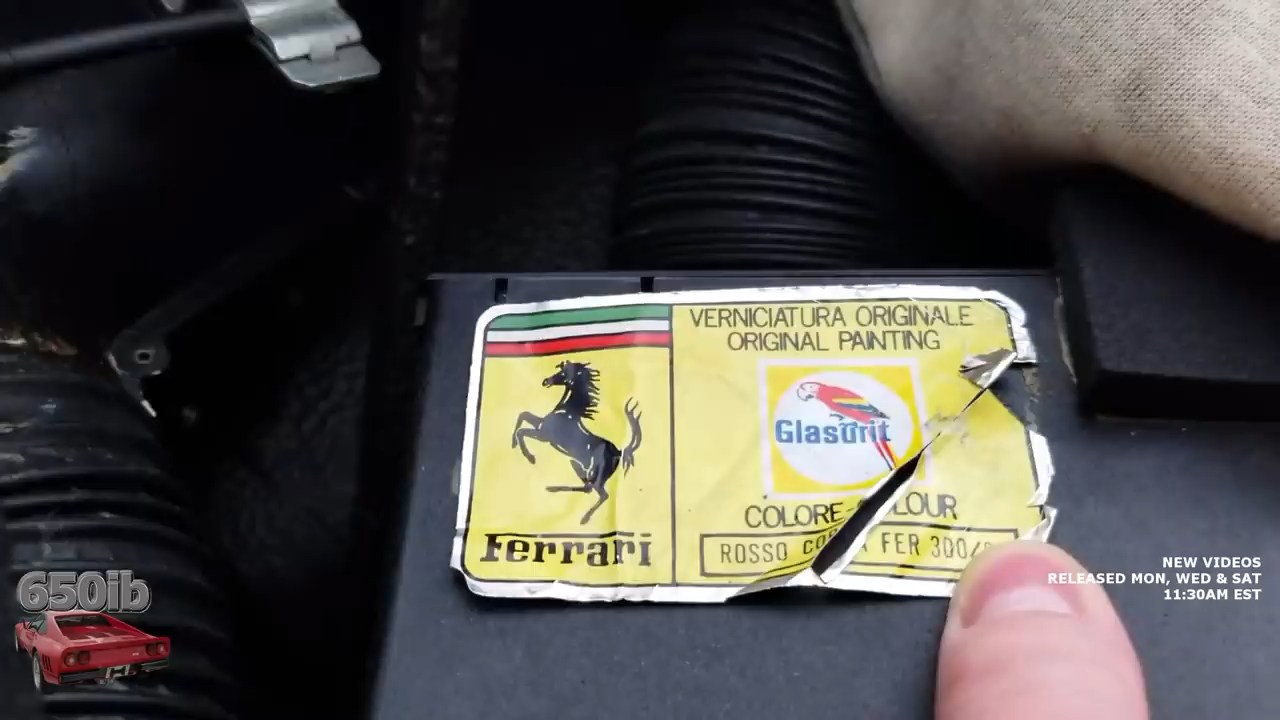 VERNICIATURA ORIGINALE
ORIGINAL PAINTING
Glasurit
COLORE-
ROSSO FER 300/
Ferrari
650ib
NEW VIDEOS
RELEASED MON, WED & SAT
11:30AM EST